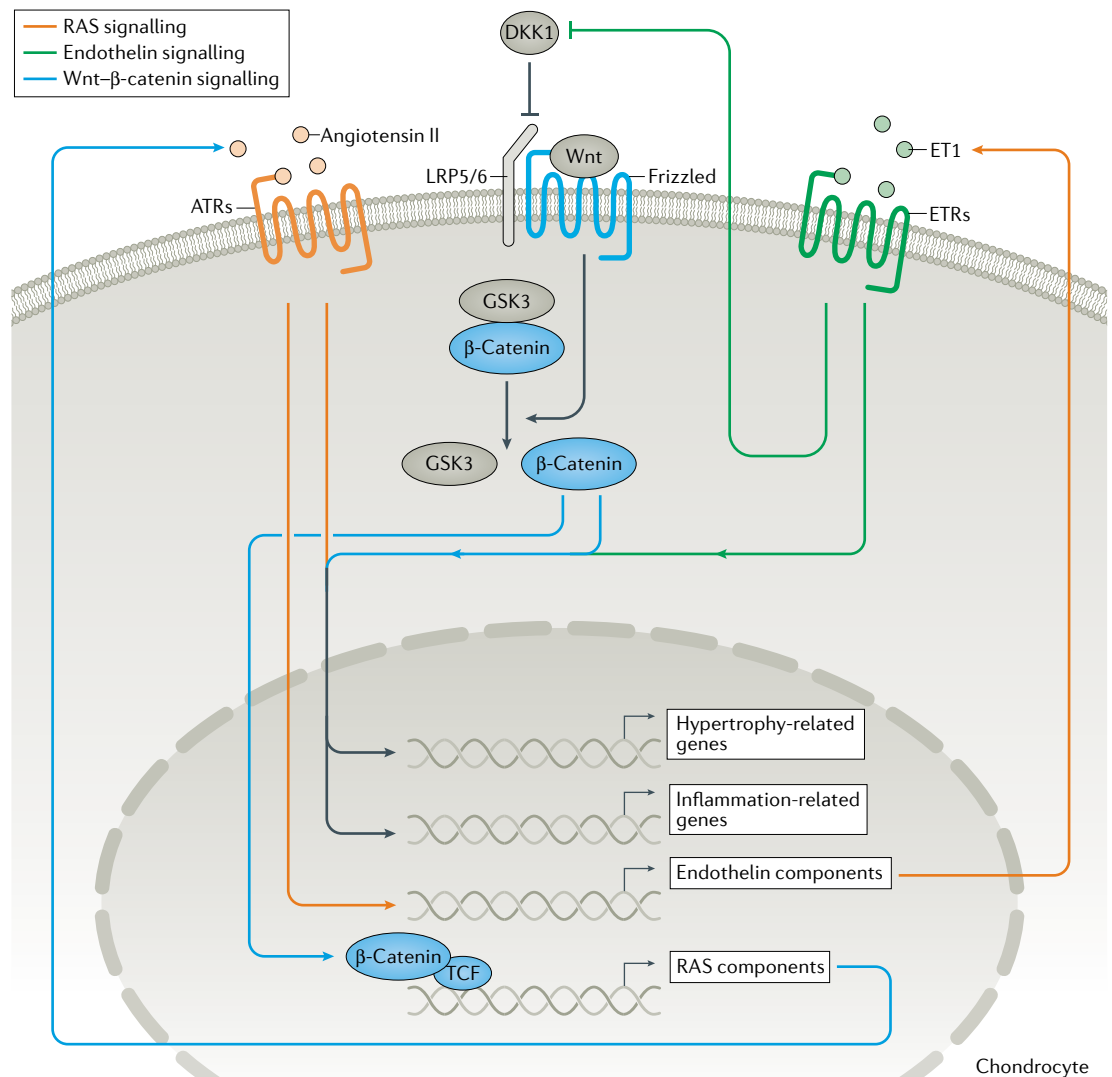 RAS signalling
Endothelin signalling
Wnt–β-catenin signalling
DKK1
Angiotensin II
ET1
Wnt
LRP5/6
Frizzled
ATRs
ETRs
GSK3
β-Catenin
GSK3
β-Catenin
Hypertrophy-related
genes
Inflammation-related
genes
Endothelin components
β-Catenin
TCF
RAS components
Chondrocyte